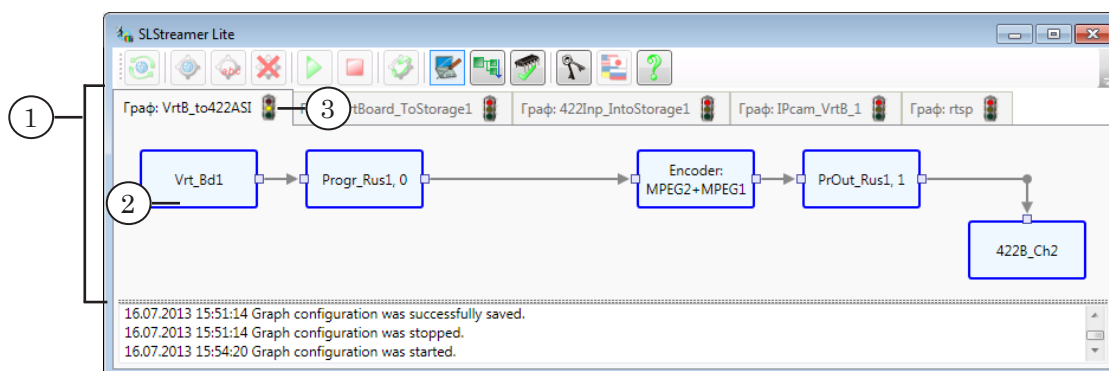 SLStreamer Lite
abc
1
Граф: VrtB_to422ASI
3
rtBoard_ToStorage1
Граф: 422Inp_IntoStorage1
Граф: IPcam_VrtB_1
Граф: rtsp
2
Vrt_Bd1
Progr_Rus1, 0
Encoder:
MPEG2+MPEG1
PrOut_Rus1, 1
422B_Ch2
16.07.2013 15:51:14 Graph configuration was successfully saved.
16.07.2013 15:51:14 Graph configuration was stopped.
16.07.2013 15:54:20 Graph configuration was started.